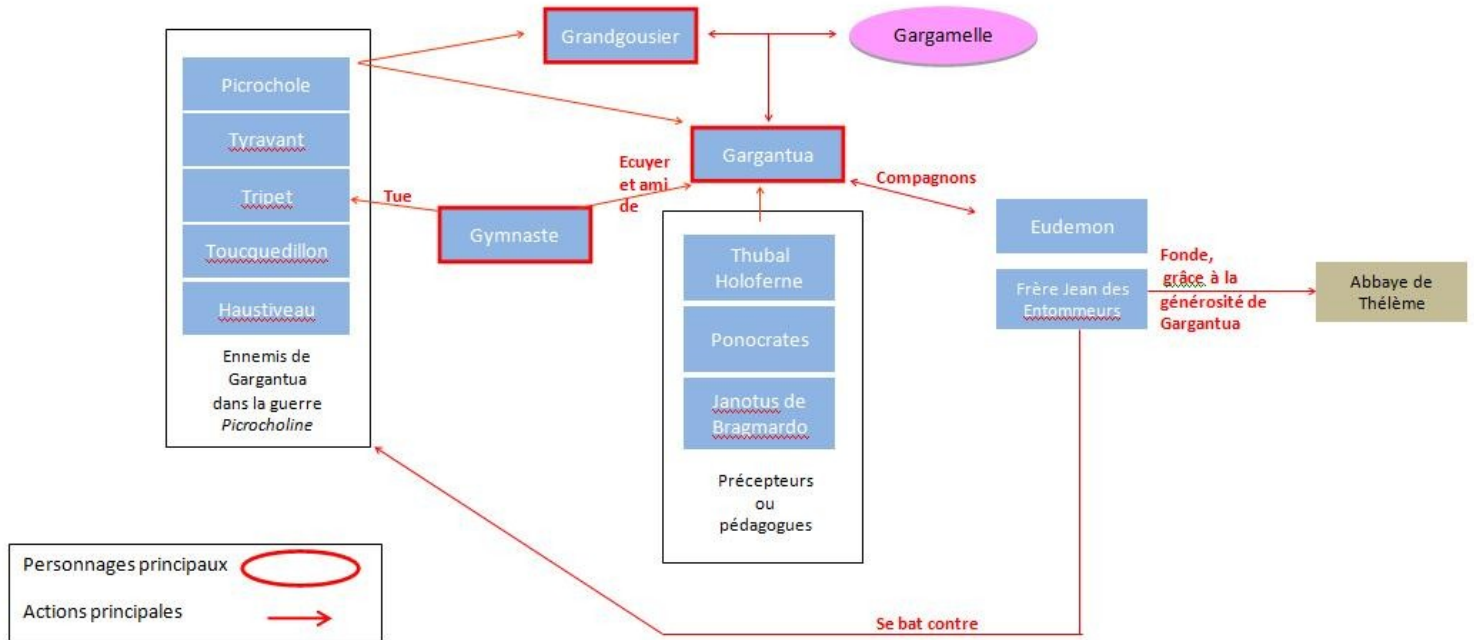 Grandgousier
Gargamelle
Picrochole
Tyravant
Tripet
Toucquedillon
Haustiveau
Ennemis de
Gargantua
dans la guerre
Picrocholine
Tue
Gymnaste
Ecuyer
et ami
de
Gargantua
Compagnons
Thubal
Holoferne
Ponocrates
Janotus de
Bragmardo
Précepteurs
ou
pédagogues
Eudemon
Frère Jean des
Entommeurs
Fonde,
grâce à la
générosité de
Gargantua
Abbaye de
Thélème
Se bat contre
Personnages principaux
Actions principales